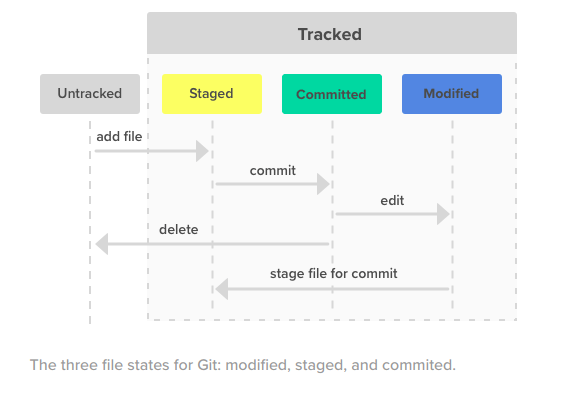 Tracked
Untracked
Staged
Committed
Modified
add file
commit
edit
delete
stage file for commit
The three file states for Git: modified, staged, and commited.